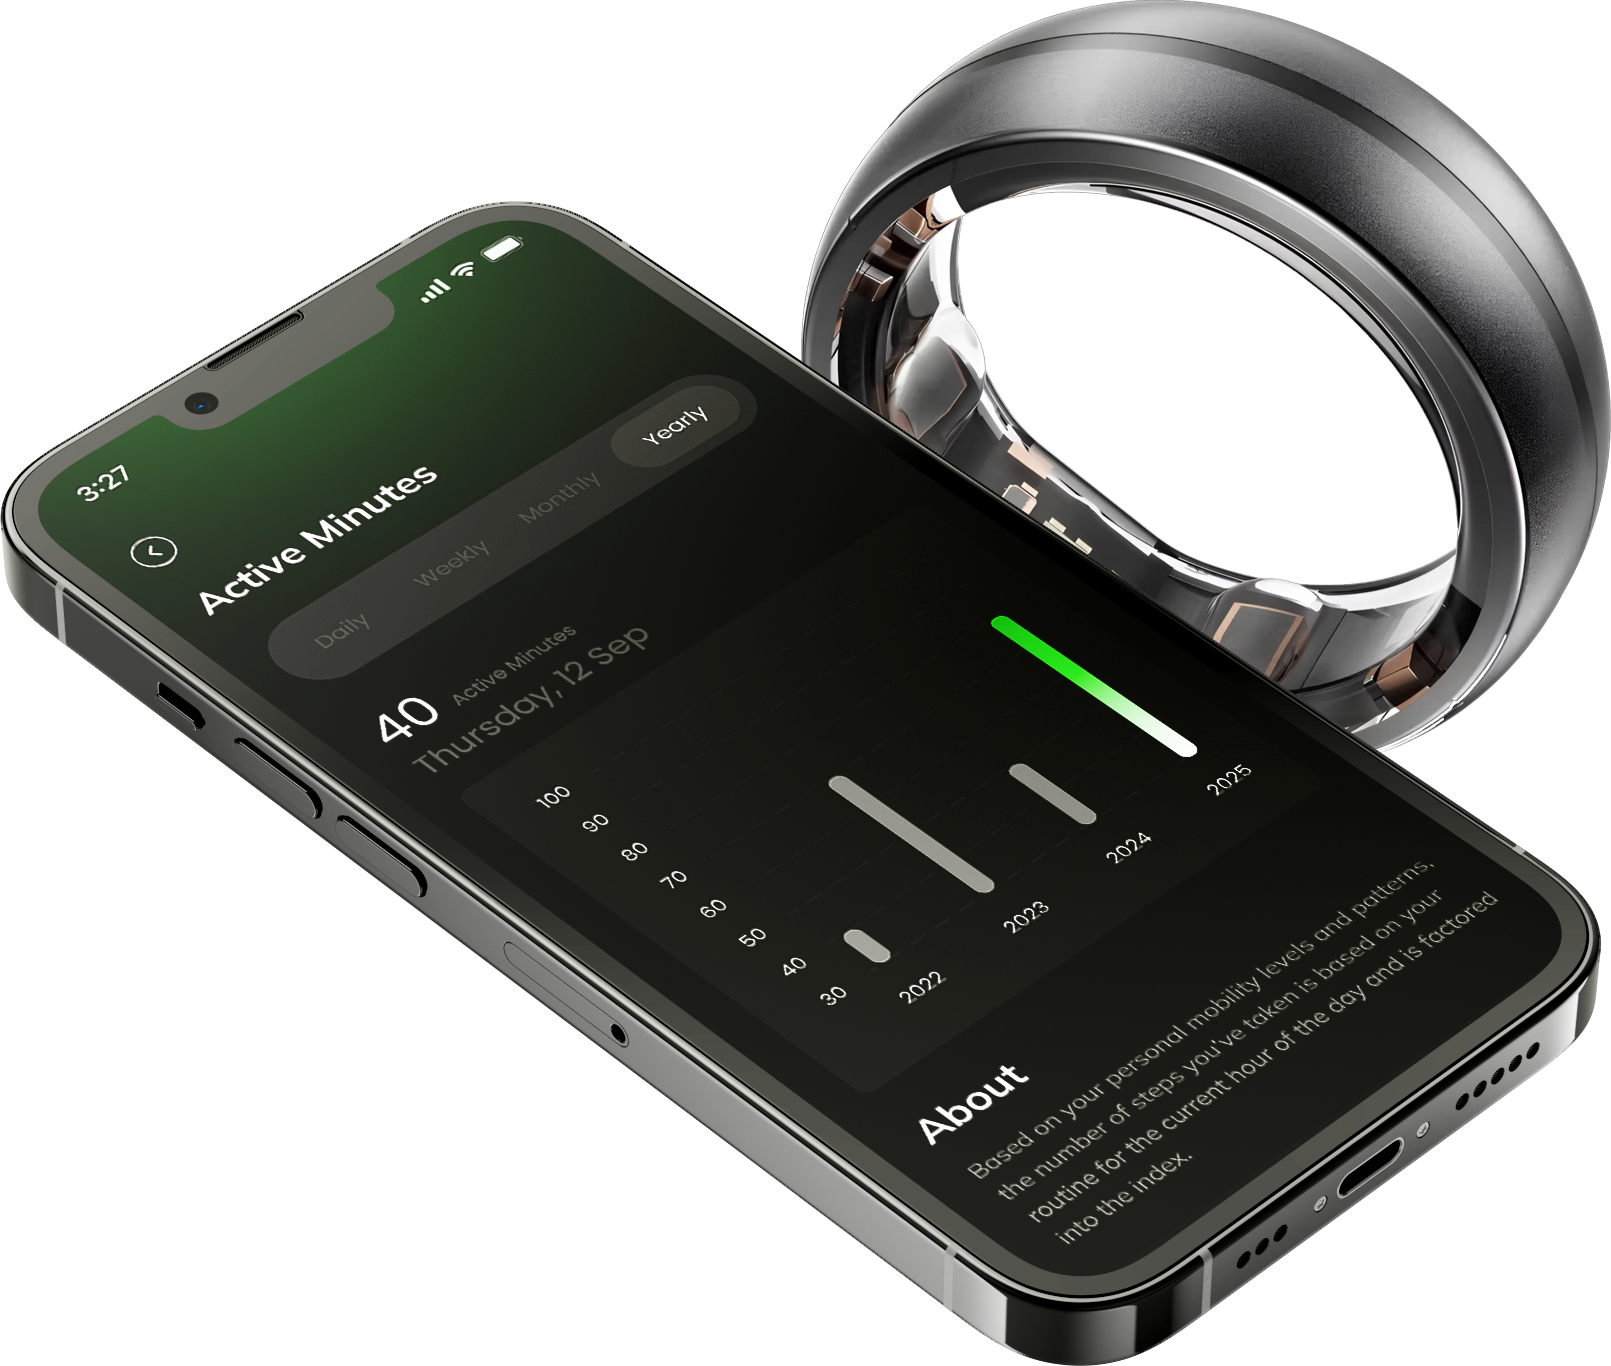 3:27
Active Minutes
Daily Weekly Monthly Yearly
40 Active Minutes
Thursday, 12 Sep
100
90
80
70
60
50
40
30
2022 2023 2024 2025
About
Based on your personal mobility levels and patterns,
the number of steps you've taken is based on your
routine for the current hour of the day and is factored
into the index.